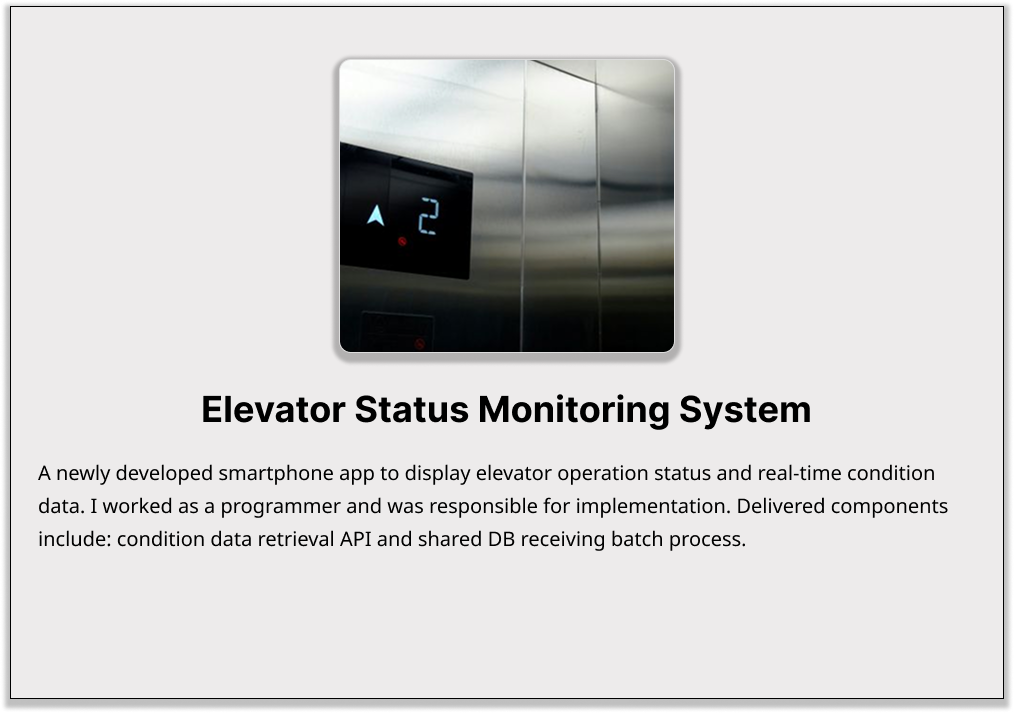 2
Elevator Status Monitoring System
A newly developed smartphone app to display elevator operation status and real-time condition
data. I worked as a programmer and was responsible for implementation. Delivered components
include: condition data retrieval API and shared DB receiving batch process.